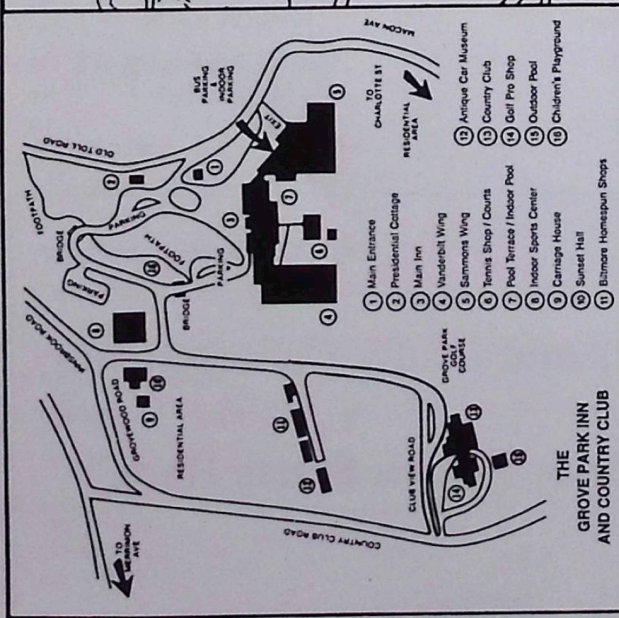 MACON AVE
BUS
PARKING
&
INDOOR
PARKING
EXIT
TO
CHARLOTTE ST
RESIDENTIAL
AREA
OLD TOLL ROAD
FOOTPATH
BRIDGE
PARKING
FOOTPATH
PARKING
PARKING
BRIDGE
INNSBROOK ROAD
GROVEWOOD ROAD
RESIDENTIAL AREA
TO
MERRIMON
AVE
COUNTRY CLUB ROAD
CLUB VIEW ROAD
GROVE PARK
GOLF
COURSE
THE
GROVE PARK INN
AND COUNTRY CLUB
1 Main Entrance
2 Presidential Cottage
3 Main Inn
4 Vanderbilt Wing
5 Sammons Wing
6 Tennis Shop / Courts
7 Pool Terrace / Indoor Pool
8 Indoor Sports Center
9 Carriage House
10 Sunset Hall
11 Biltmore Homespun Shops
12 Antique Car Museum
13 Country Club
14 Golf Pro Shop
15 Outdoor Pool
16 Children's Playground